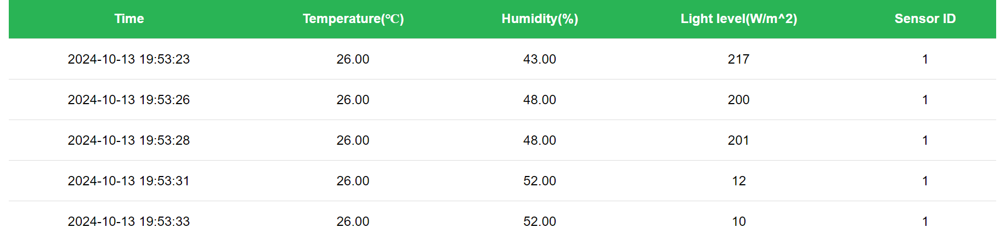 Time Temperature(℃) Humidity(%) Light level(W/m^2) Sensor ID
2024-10-13 19:53:23 26.00 43.00 217 1
2024-10-13 19:53:26 26.00 48.00 200 1
2024-10-13 19:53:28 26.00 48.00 201 1
2024-10-13 19:53:31 26.00 52.00 12 1
2024-10-13 19:53:33 26.00 52.00 10 1